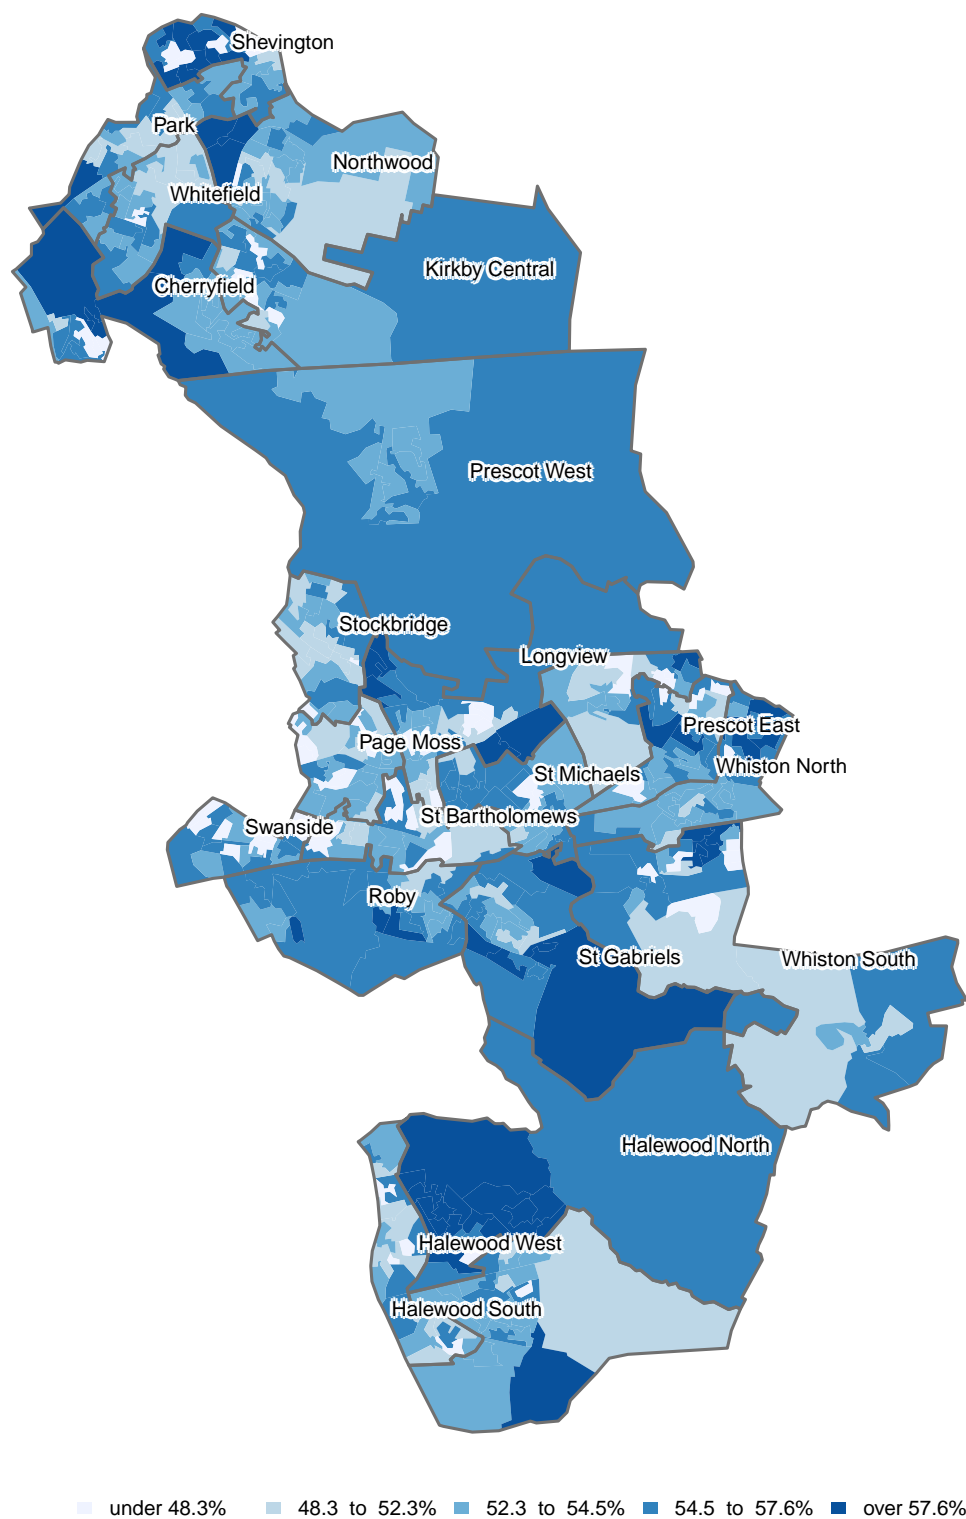 Shevington
Park
Northwood
Whitefield
Kirkby Central
Cherryfield
Prescot West
Stockbridge
Longview
Prescot East
Page Moss
Whiston North
St Michaels
St Bartholomews
Swanside
Roby
St Gabriels
Whiston South
Halewood North
Halewood West
Halewood South
under 48.3% 48.3 to 52.3% 52.3 to 54.5% 54.5 to 57.6% over 57.6%